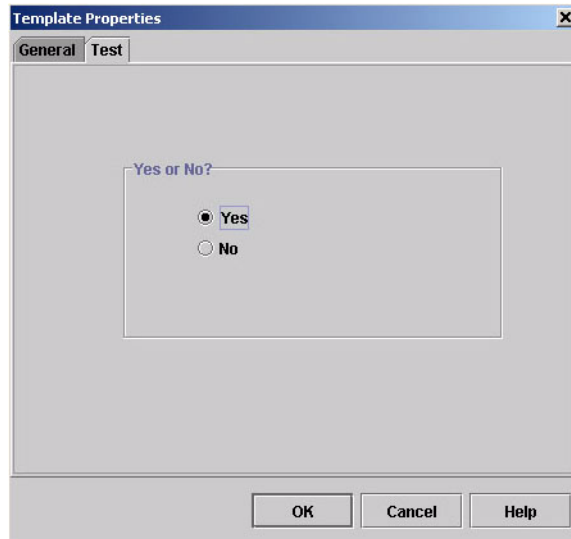 Template Properties
General Test
Yes or No?
Yes
No
OK Cancel Help